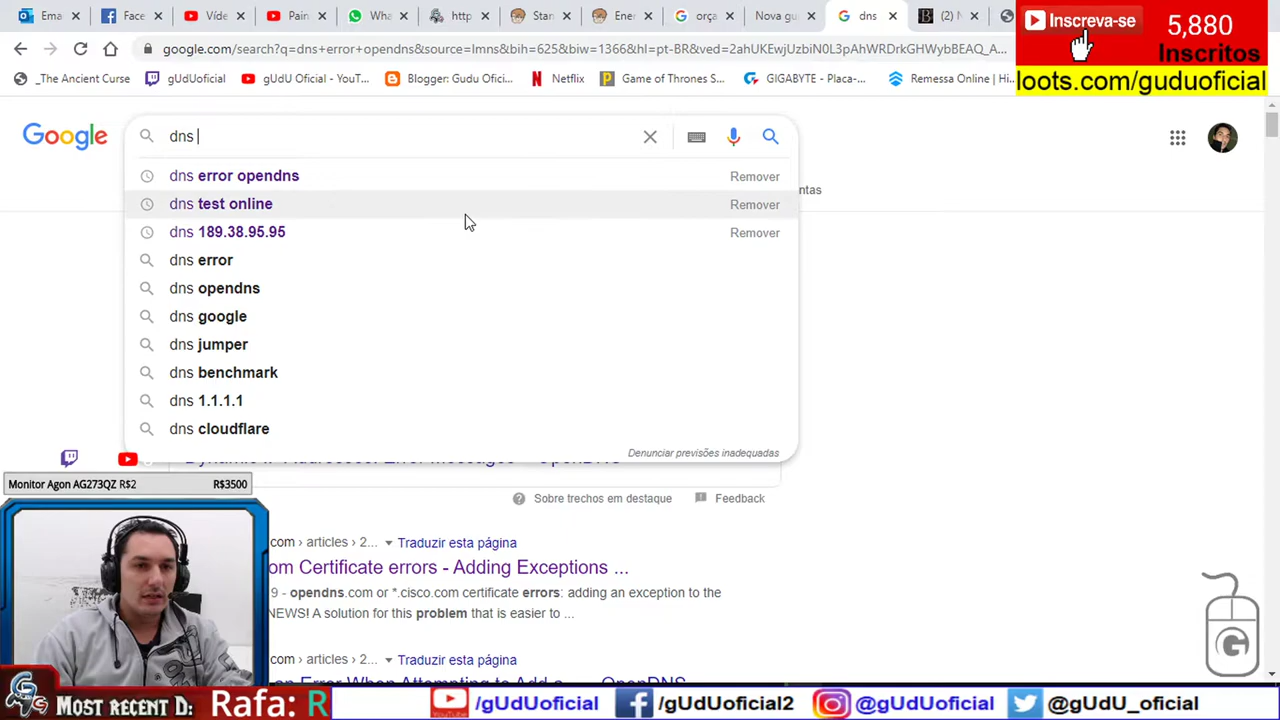 Ema
Face
Víde
Pain
Wha
http
Star
Ener
orça
Nova gu
dns
(2) N
google.com/search?q=dns+error+opendns&source=lmns&bih=625&biw=1366&hl=pt-BR&ved=2ahUKEwjUzbiN0L3pAhWRDrkGHWybBEAQ_A...
_The Ancient Curse
gUdUoficial
gUdU Oficial - YouT...
Blogger: Gudu Ofici...
Netflix
Game of Thrones S...
GIGABYTE - Placa-...
Remessa Online | Hi
Inscreva-se
5,880
Inscritos
loots.com/guduoficial
Google
dns
dns error opendns
Remover
dns test online
Remover
ntas
dns 189.38.95.95
Remover
dns error
dns opendns
dns google
dns jumper
dns benchmark
dns 1.1.1.1
dns cloudflare
Denunciar previsões inadequadas
Monitor Agon AG273QZ R$2
R$3500
Sobre trechos em destaque
Feedback
com › articles › 2...
Traduzir esta página
om Certificate errors - Adding Exceptions ...
9 - opendns.com or *.cisco.com certificate errors: adding an exception to the
NEWS! A solution for this problem that is easier to ...
com › articles › 2...
Traduzir esta página
G
Most recent D:
Rafa: R
/gUdUoficial
/gUdUoficial2
@gUdUoficial
@gUdU_oficial